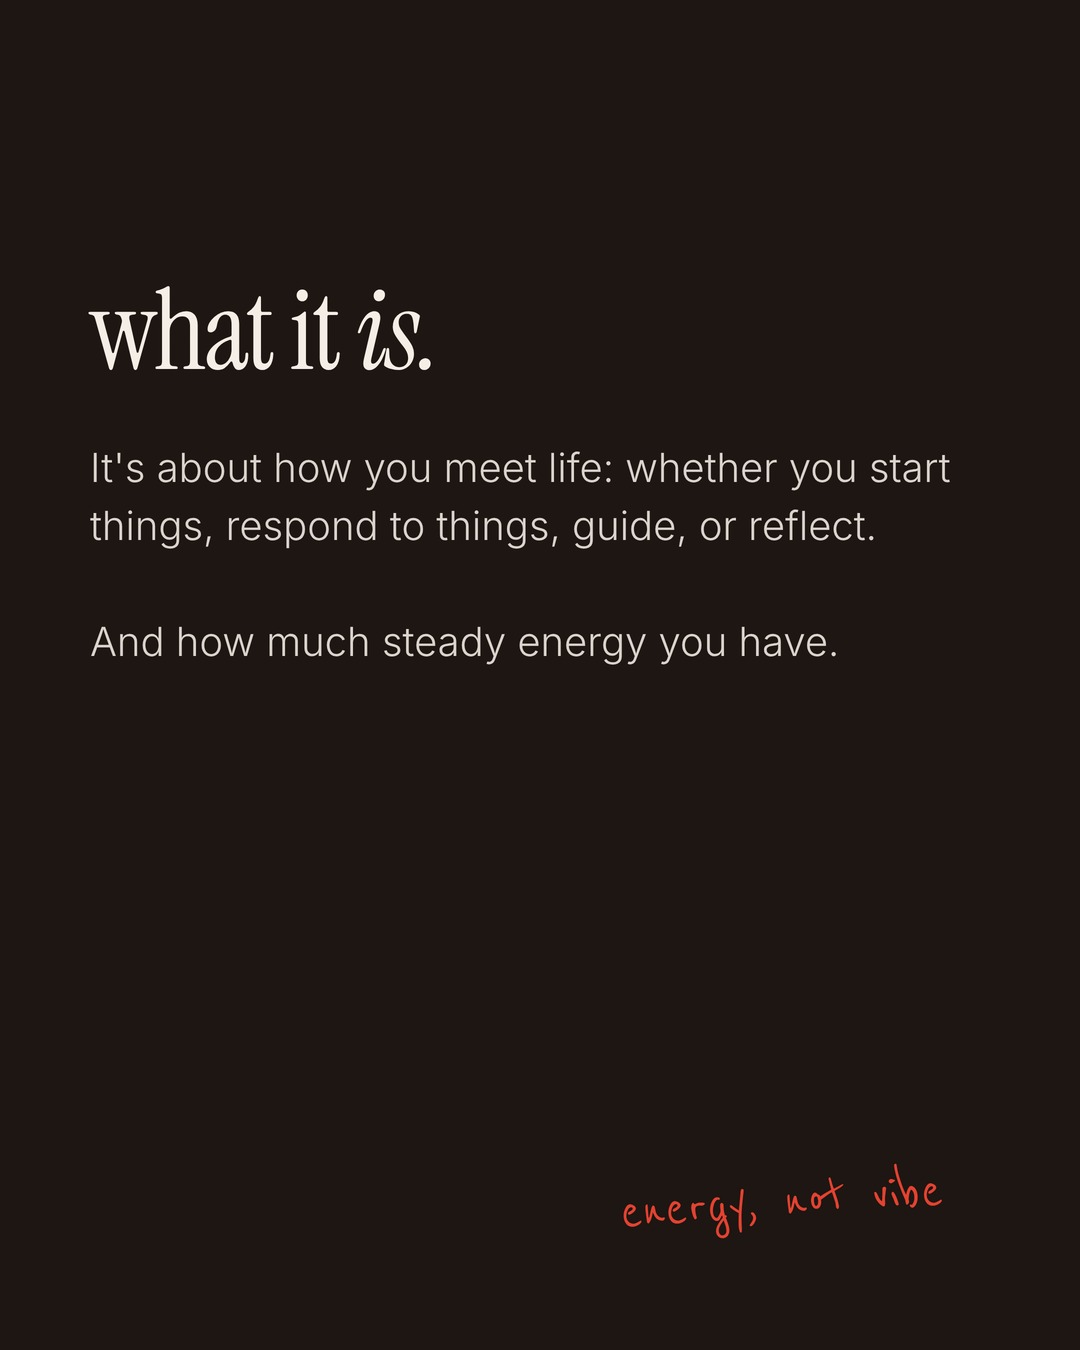 what it is.
It's about how you meet life: whether you start
things, respond to things, guide, or reflect.
And how much steady energy you have.
energy, not vibe